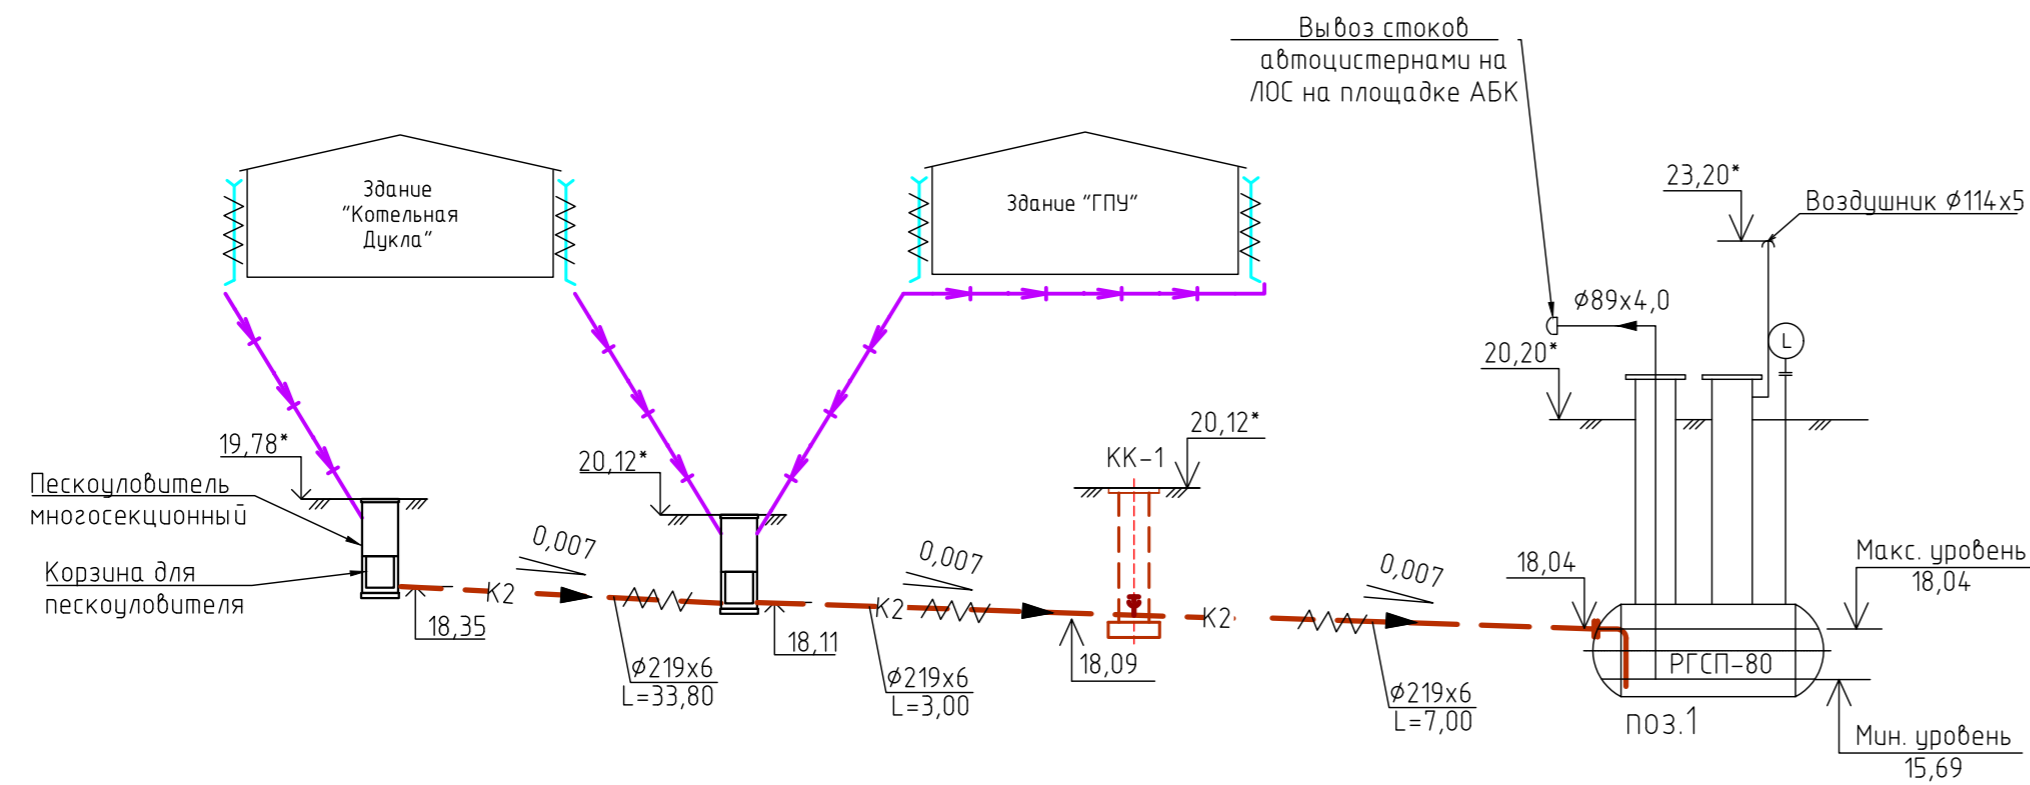 Вывоз стоков
автоцистернами на
ЛОС на площадке АБК
Здание
"Котельная
Дукла"
Здание "ГПУ"
23,20*
Воздушник Ø114х5
Ø89х4,0
L
20,20*
19,78*
20,12*
КК-1
20,12*
Пескоуловитель
многосекционный
Корзина для
пескоуловителя
0,007
0,007
0,007
К2
К2
К2
18,35
18,11
18,09
18,04
Макс. уровень
18,04
Ø219х6
L=33,80
Ø219х6
L=3,00
Ø219х6
L=7,00
РГСП-80
поз.1
Мин. уровень
15,69